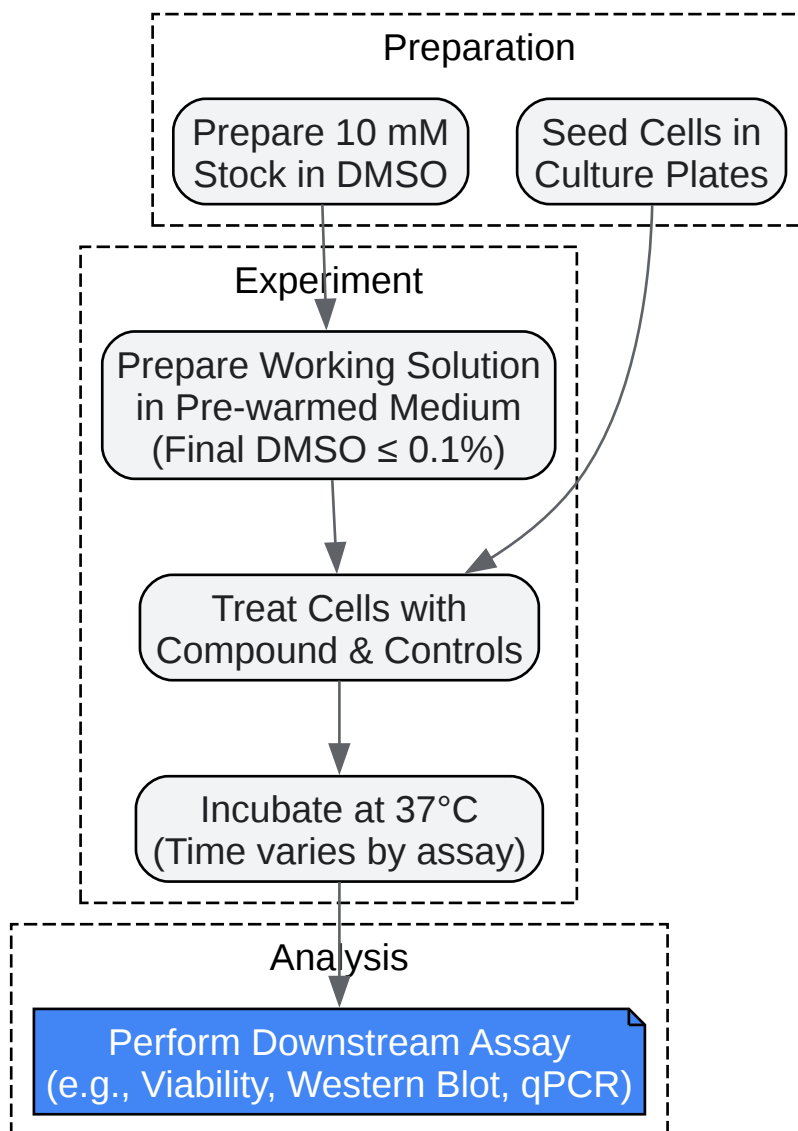 Preparation
Prepare 10 mM
Stock in DMSO
Seed Cells in
Culture Plates
Experiment
Prepare Working Solution
in Pre-warmed Medium
(Final DMSO ≤ 0.1%)
Treat Cells with
Compound & Controls
Incubate at 37°C
(Time varies by assay)
Analysis
Perform Downstream Assay
(e.g., Viability, Western Blot, qPCR)